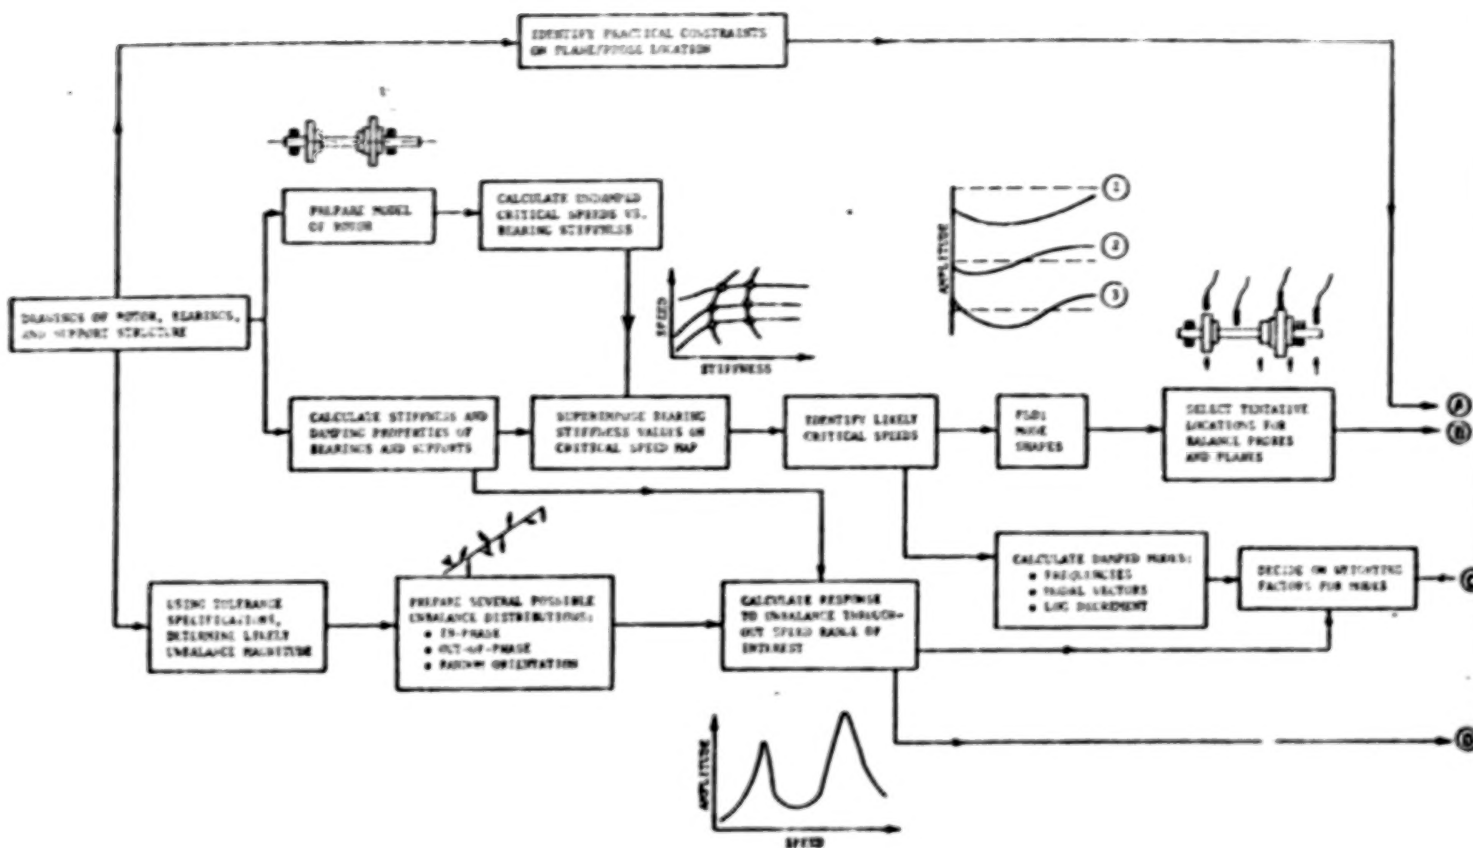 IDENTIFY PRACTICAL CONSTRAINTS
ON PLANE/PROBE LOCATION
PREPARE MODEL
OF ROTOR
CALCULATE UNDAMPED
CRITICAL SPEEDS VS.
BEARING STIFFNESS
SPEED
STIFFNESS
AMPLITUDE
1
2
3
DRAWINGS OF ROTOR, BEARINGS,
AND SUPPORT STRUCTURE
CALCULATE STIFFNESS AND
DAMPING PROPERTIES OF
BEARINGS AND SUPPORTS
SUPERIMPOSE BEARING
STIFFNESS VALUES ON
CRITICAL SPEED MAP
IDENTIFY LIKELY
CRITICAL SPEEDS
MODE
SHAPES
SELECT TENTATIVE
LOCATIONS FOR
BALANCE PROBES
AND PLANES
A
B
USING TOLERANCE
SPECIFICATIONS,
DETERMINE LIKELY
UNBALANCE MAGNITUDE
PREPARE SEVERAL POSSIBLE
UNBALANCE DISTRIBUTIONS:
• IN-PHASE
• OUT-OF-PHASE
• RANDOM ORIENTATION
CALCULATE RESPONSE
TO UNBALANCE THROUGH-
OUT SPEED RANGE OF
INTEREST
CALCULATE DAMPED MODES:
• FREQUENCIES
• MODAL VECTORS
• LOG DECREMENT
DECIDE ON WEIGHTING
FACTORS FOR MODES
C
D
AMPLITUDE
SPEED